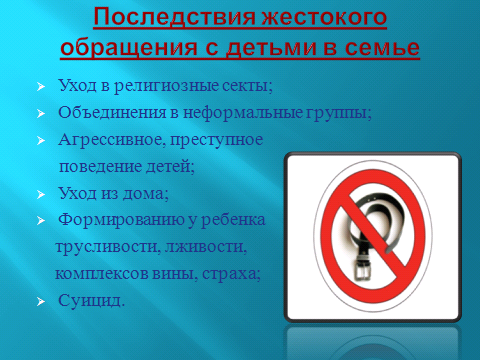 Последствия жестокого
обращения с детьми в семье
Уход в религиозные секты;
Объединения в неформальные группы;
Агрессивное, преступное
поведение детей;
Уход из дома;
Формированию у ребенка
трусливости, лживости,
комплексов вины, страха;
Суицид.